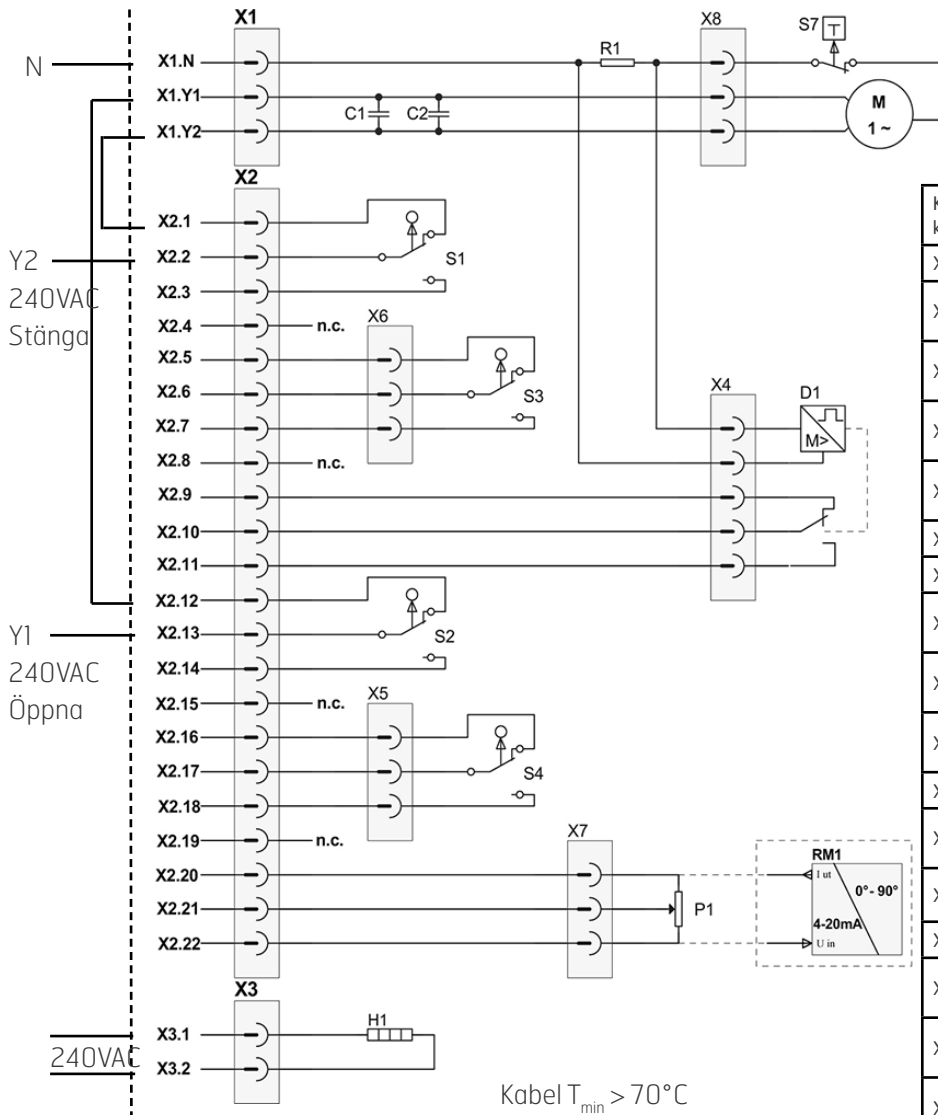 X1
X8
S7
T
N
X1.N
R1
X1.Y1
X1.Y2
C1
C2
M
1 ~
X2
X2.1
Y2
X2.2
S1
240VAC
X2.3
Stänga
X2.4
n.c.
X6
X2.5
X2.6
S3
X4
D1
X2.7
M>
X2.8
n.c.
X2.9
X2.10
X2.11
X2.12
Y1
X2.13
S2
240VAC
X2.14
Öppna
X2.15
n.c.
X5
X2.16
X2.17
S4
X2.18
X7
X2.19
n.c.
RM1
X2.20
I ut
0°- 90°
X2.21
P1
4-20mA
X2.22
U in
X3
X3.1
H1
240VAC
X3.2
Kabel Tmin > 70°C